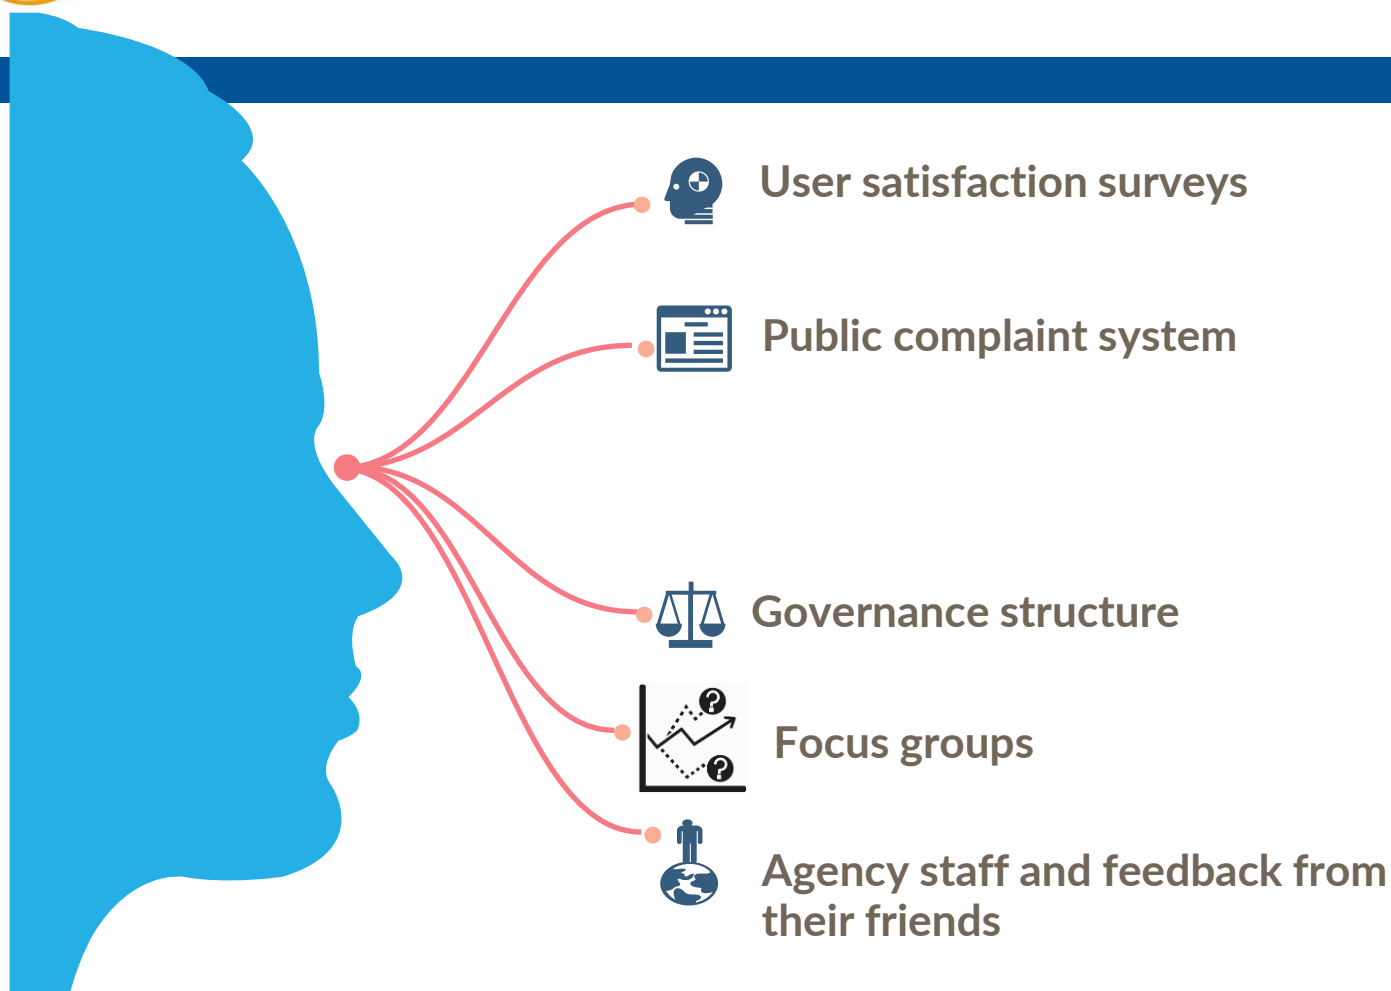 User satisfaction surveys
Public complaint system
Governance structure
?
Focus groups
?
Agency staff and feedback from
their friends